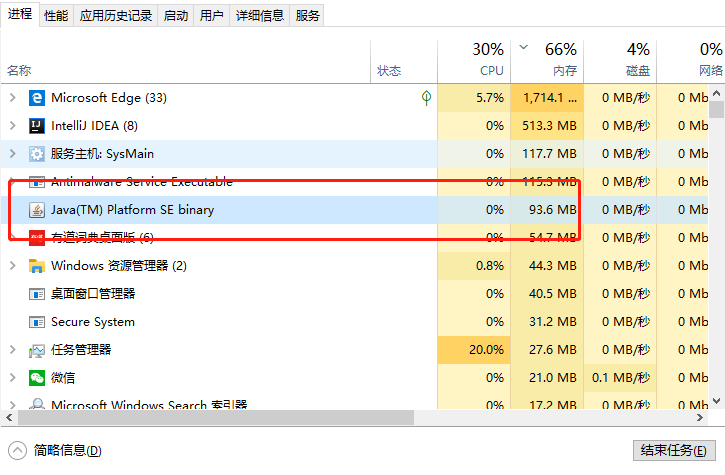 进程 性能 应用历史记录 启动 用户 详细信息 服务
30% 66% 4% 0%
名称 状态 CPU 内存 磁盘 网络
Microsoft Edge (33) 5.7% 1,714.1 ... 0 MB/秒 0 Mb
IntelliJ IDEA (8) 0% 513.3 MB 0 MB/秒 0 Mb
服务主机: SysMain 0% 117.7 MB 0 MB/秒 0 Mb
Antimalware Service Executable 0% 115.3 MB 0 MB/秒 0 Mb
Java(TM) Platform SE binary 0% 93.6 MB 0 MB/秒 0 Mb
有道词典桌面版 (6) 0% 54.7 MB 0 MB/秒 0 Mb
Windows 资源管理器 (2) 0.8% 44.3 MB 0 MB/秒 0 Mb
桌面窗口管理器 0% 40.5 MB 0 MB/秒 0 Mb
Secure System 0% 31.2 MB 0 MB/秒 0 Mb
任务管理器 20.0% 27.6 MB 0 MB/秒 0 Mb
微信 0% 21.0 MB 0.1 MB/秒 0 Mb
Microsoft Windows Search 索引器 0% 17.2 MB 0 MB/秒 0 Mb
简略信息(D) 结束任务(E)